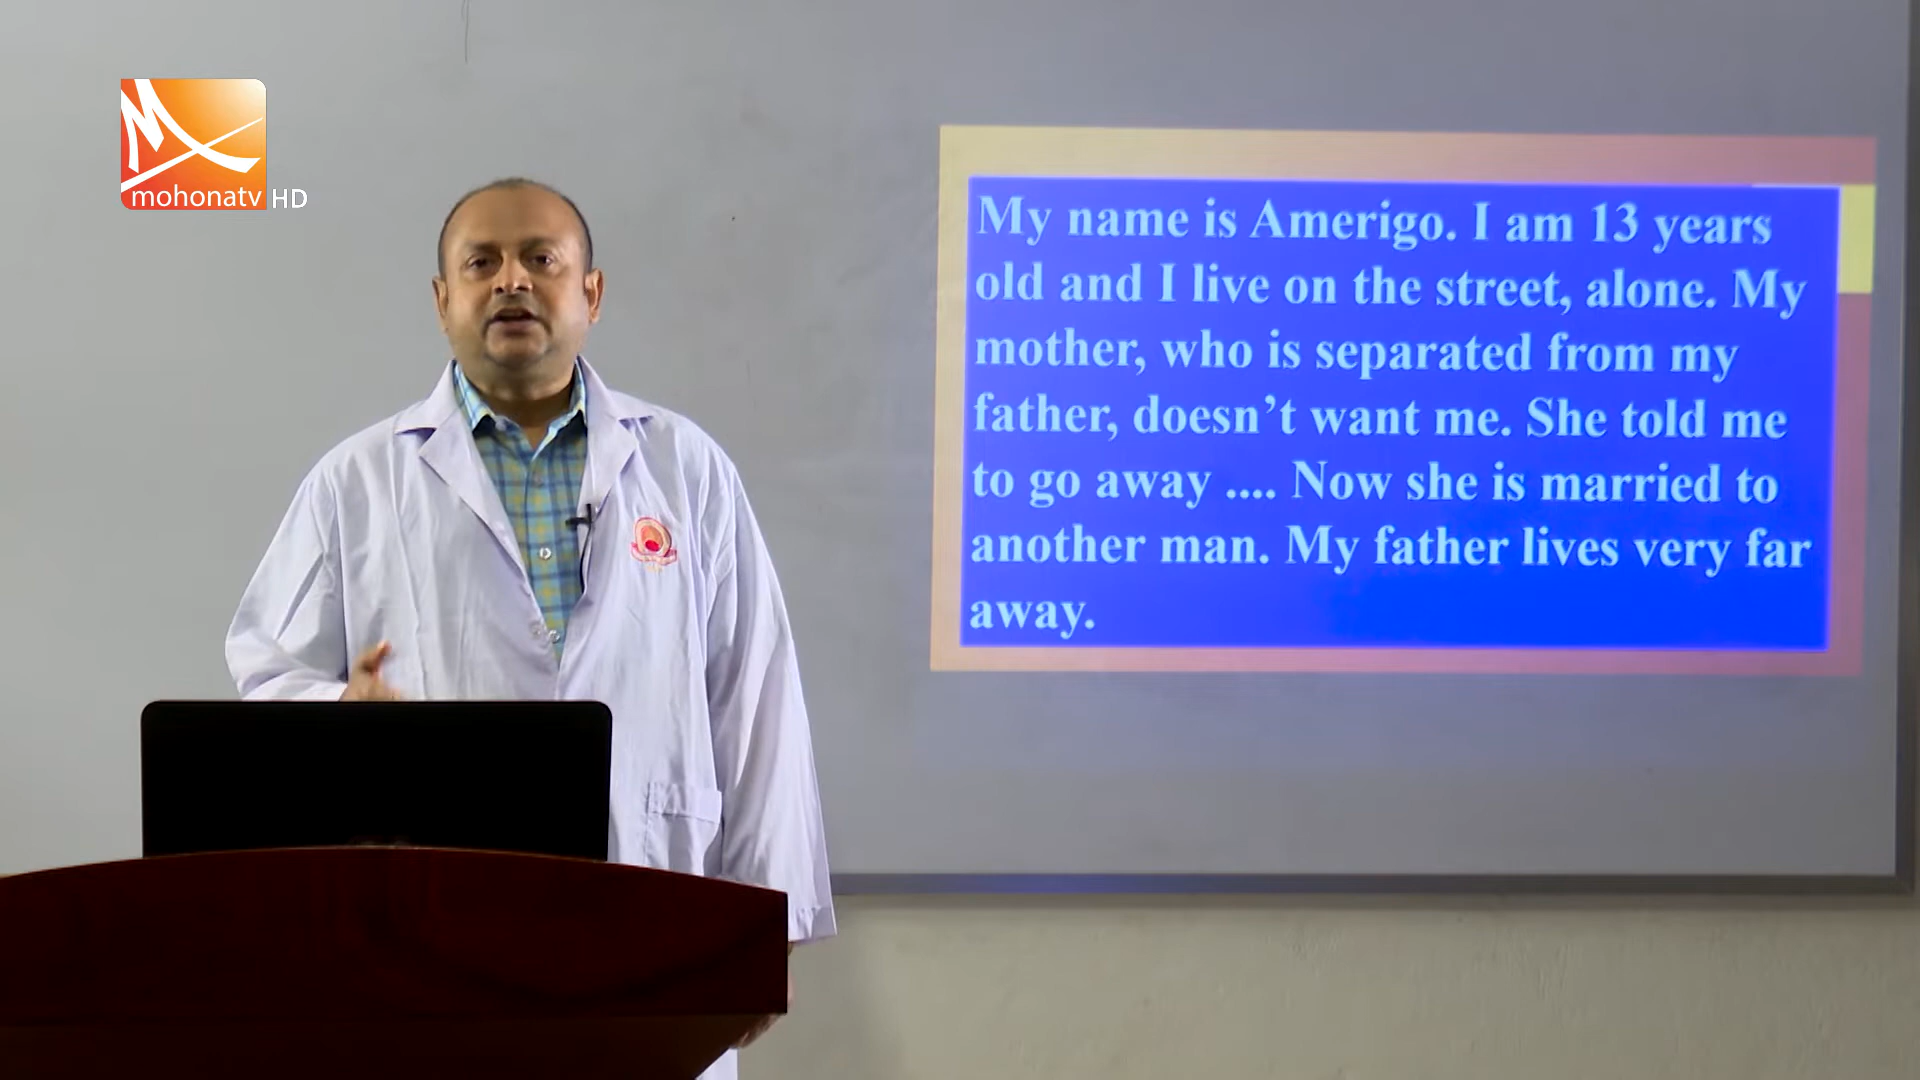 mohonatv HD
My name is Amerigo. I am 13 years
old and I live on the street, alone. My
mother, who is separated from my
father, doesn’t want me. She told me
to go away .... Now she is married to
another man. My father lives very far
away.